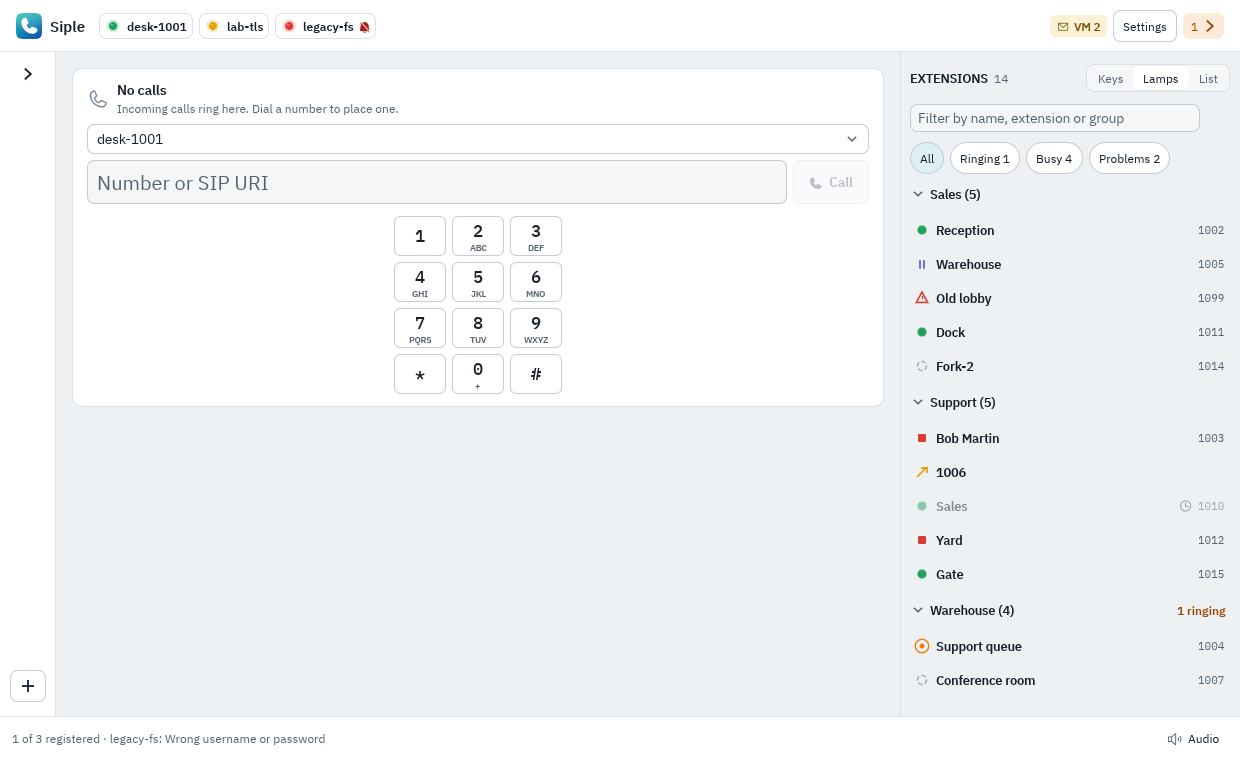 Siple
desk-1001
lab-tls
legacy-fs
VM 2
Settings
1
No calls
Incoming calls ring here. Dial a number to place one.
desk-1001
Number or SIP URI
Call
1
2 ABC
3 DEF
4 GHI
5 JKL
6 MNO
7 PQRS
8 TUV
9 WXYZ
*
0 +
#
EXTENSIONS 14
Keys
Lamps
List
Filter by name, extension or group
All
Ringing 1
Busy 4
Problems 2
Sales (5)
Reception 1002
Warehouse 1005
Old lobby 1099
Dock 1011
Fork-2 1014
Support (5)
Bob Martin 1003
1006
Sales 1010
Yard 1012
Gate 1015
Warehouse (4) 1 ringing
Support queue 1004
Conference room 1007
1 of 3 registered · legacy-fs: Wrong username or password
Audio